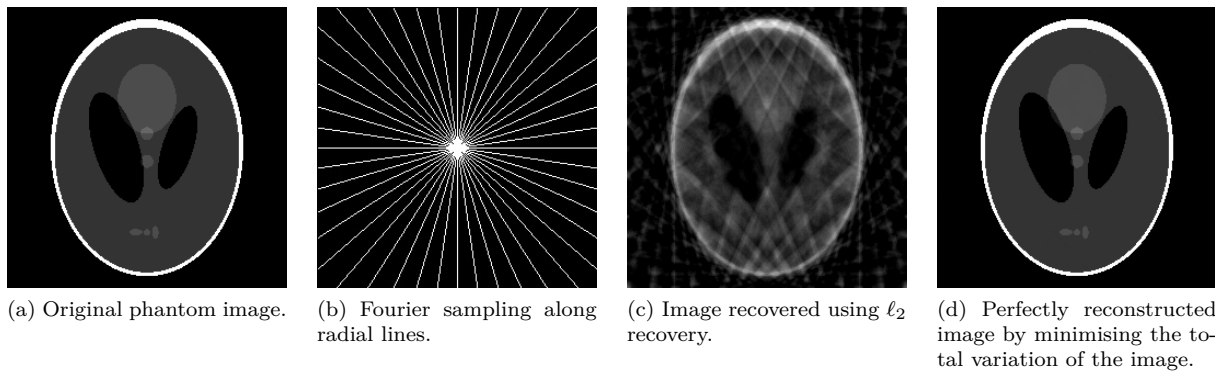 (a) Original phantom image.
(b) Fourier sampling along
radial lines.
(c) Image recovered using ℓ₂
recovery.
(d) Perfectly reconstructed
image by minimising the to-
tal variation of the image.